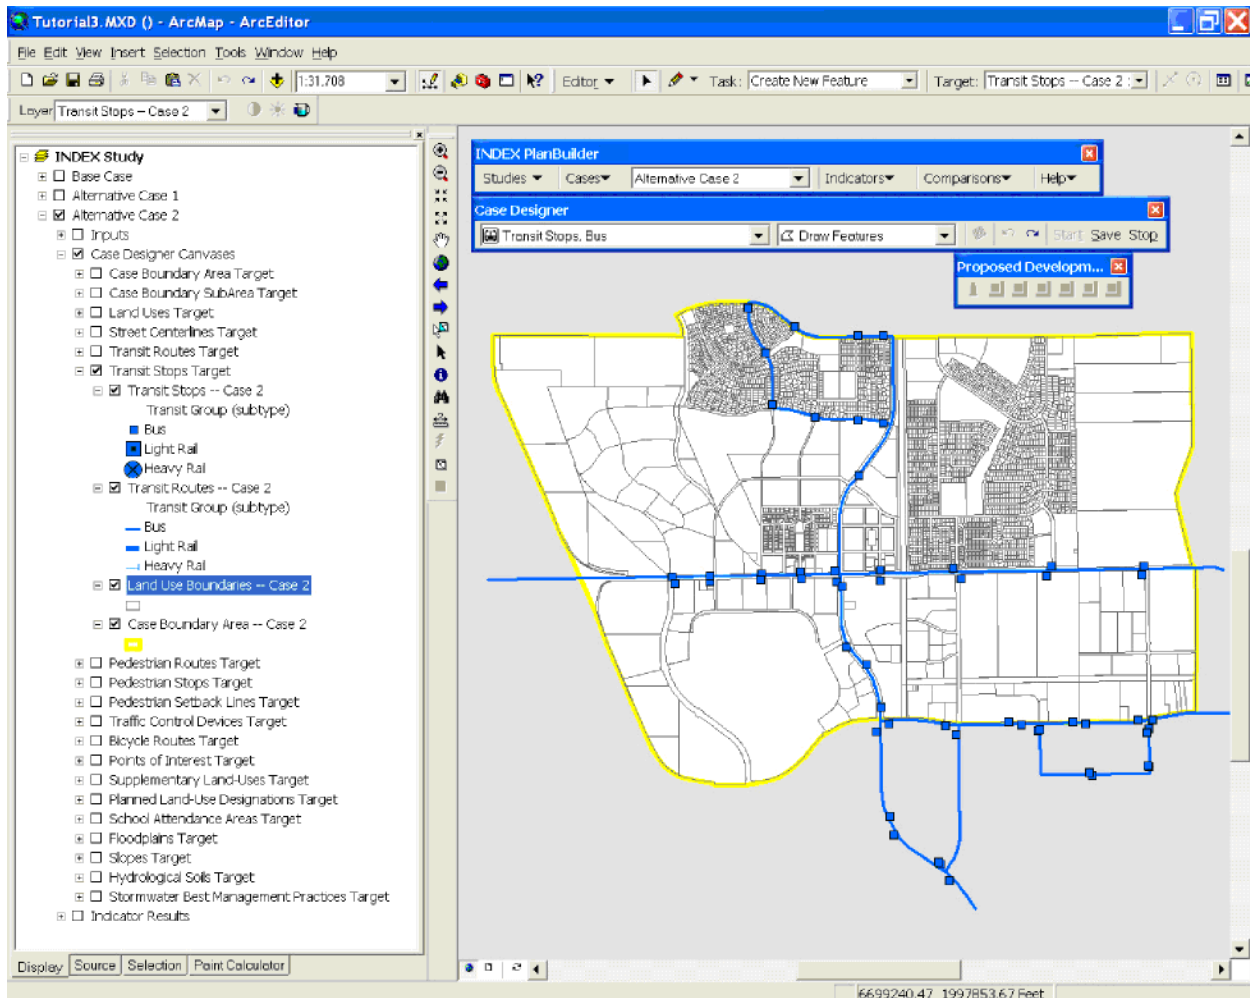 Tutorial3.MXD () - ArcMap - ArcEditor
File Edit View Insert Selection Tools Window Help
1:31,708 Editor Task: Create New Feature Target: Transit Stops -- Case 2 :
Layer Transit Stops -- Case 2
INDEX Study
Base Case
Alternative Case 1
Alternative Case 2
Inputs
Case Designer Canvases
Case Boundary Area Target
Case Boundary SubArea Target
Land Uses Target
Street Centerlines Target
Transit Routes Target
Transit Stops Target
Transit Stops -- Case 2
Transit Group (subtype)
Bus
Light Rail
Heavy Rail
Transit Routes -- Case 2
Transit Group (subtype)
Bus
Light Rail
Heavy Rail
Land Use Boundaries -- Case 2
Case Boundary Area -- Case 2
Pedestrian Routes Target
Pedestrian Stops Target
Pedestrian Setback Lines Target
Traffic Control Devices Target
Bicycle Routes Target
Points of Interest Target
Supplementary Land-Uses Target
Planned Land-Use Designations Target
School Attendance Areas Target
Floodplains Target
Slopes Target
Hydrological Soils Target
Stormwater Best Management Practices Target
Indicator Results
Display Source Selection Point Calculator
INDEX PlanBuilder
Studies Cases Alternative Case 2 Indicators Comparisons Help
Case Designer
Transit Stops, Bus Draw Features Start Save Stop
Proposed Developm...
6699240.47 1997853.67 Feet